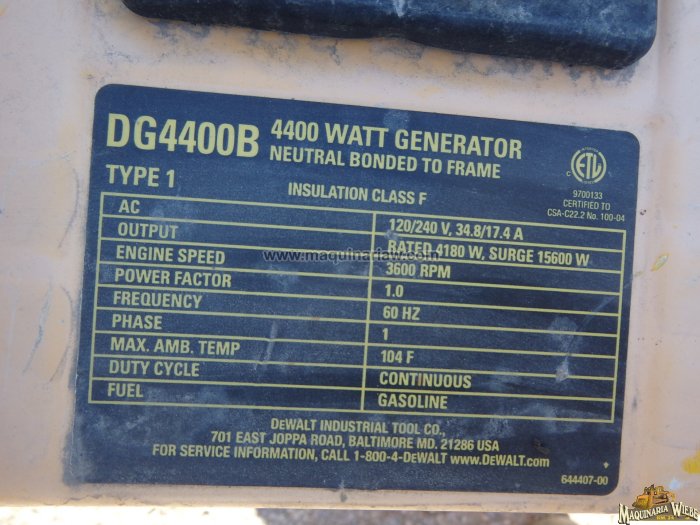 DG4400B 4400 WATT GENERATOR
NEUTRAL BONDED TO FRAME
TYPE 1
INSULATION CLASS F
C ETL
9700133
CERTIFIED TO
CSA-C22.2 No. 100-04
AC 120/240 V, 34.8/17.4 A
OUTPUT RATED 4180 W, SURGE 15600 W
ENGINE SPEED 3600 RPM
POWER FACTOR 1.0
FREQUENCY 60 HZ
PHASE 1
MAX. AMB. TEMP 104 F
DUTY CYCLE CONTINUOUS
FUEL GASOLINE
www.maquinariaw.com
DEWALT INDUSTRIAL TOOL CO.,
701 EAST JOPPA ROAD, BALTIMORE MD. 21286 USA
FOR SERVICE INFORMATION, CALL 1-800-4-DEWALT www.DEWALT.com
644407-00
MAQUINARIA WIEBE